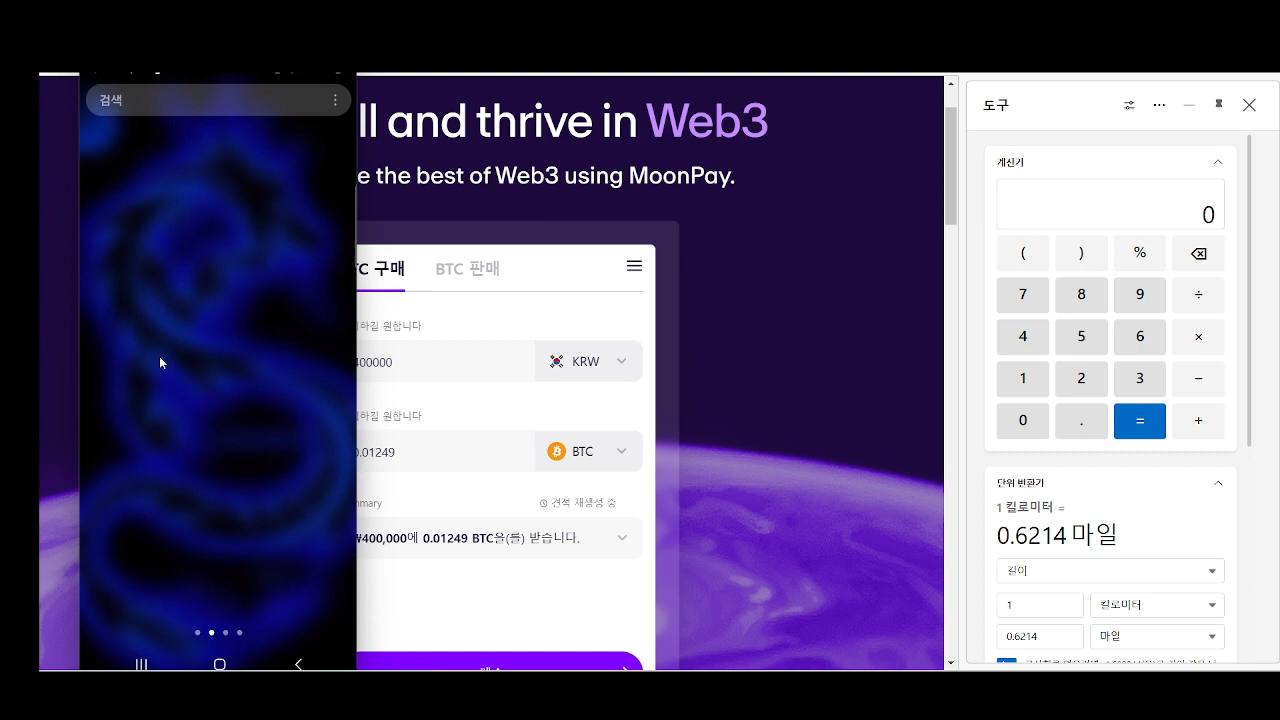 검색
ll and thrive in Web3
e the best of Web3 using MoonPay.
TC 구매
BTC 판매
하길 원합니다
400000
KRW
하길 원합니다
0.01249
BTC
mmary
견적 재생성 중
₩400,000에 0.01249 BTC을(를) 받습니다.
도구
계산기
0
( ) %
7 8 9 ÷
4 5 6 ×
1 2 3 −
0 . = +
단위 변환기
1 킬로미터 =
0.6214 마일
길이
1
킬로미터
0.6214
마일